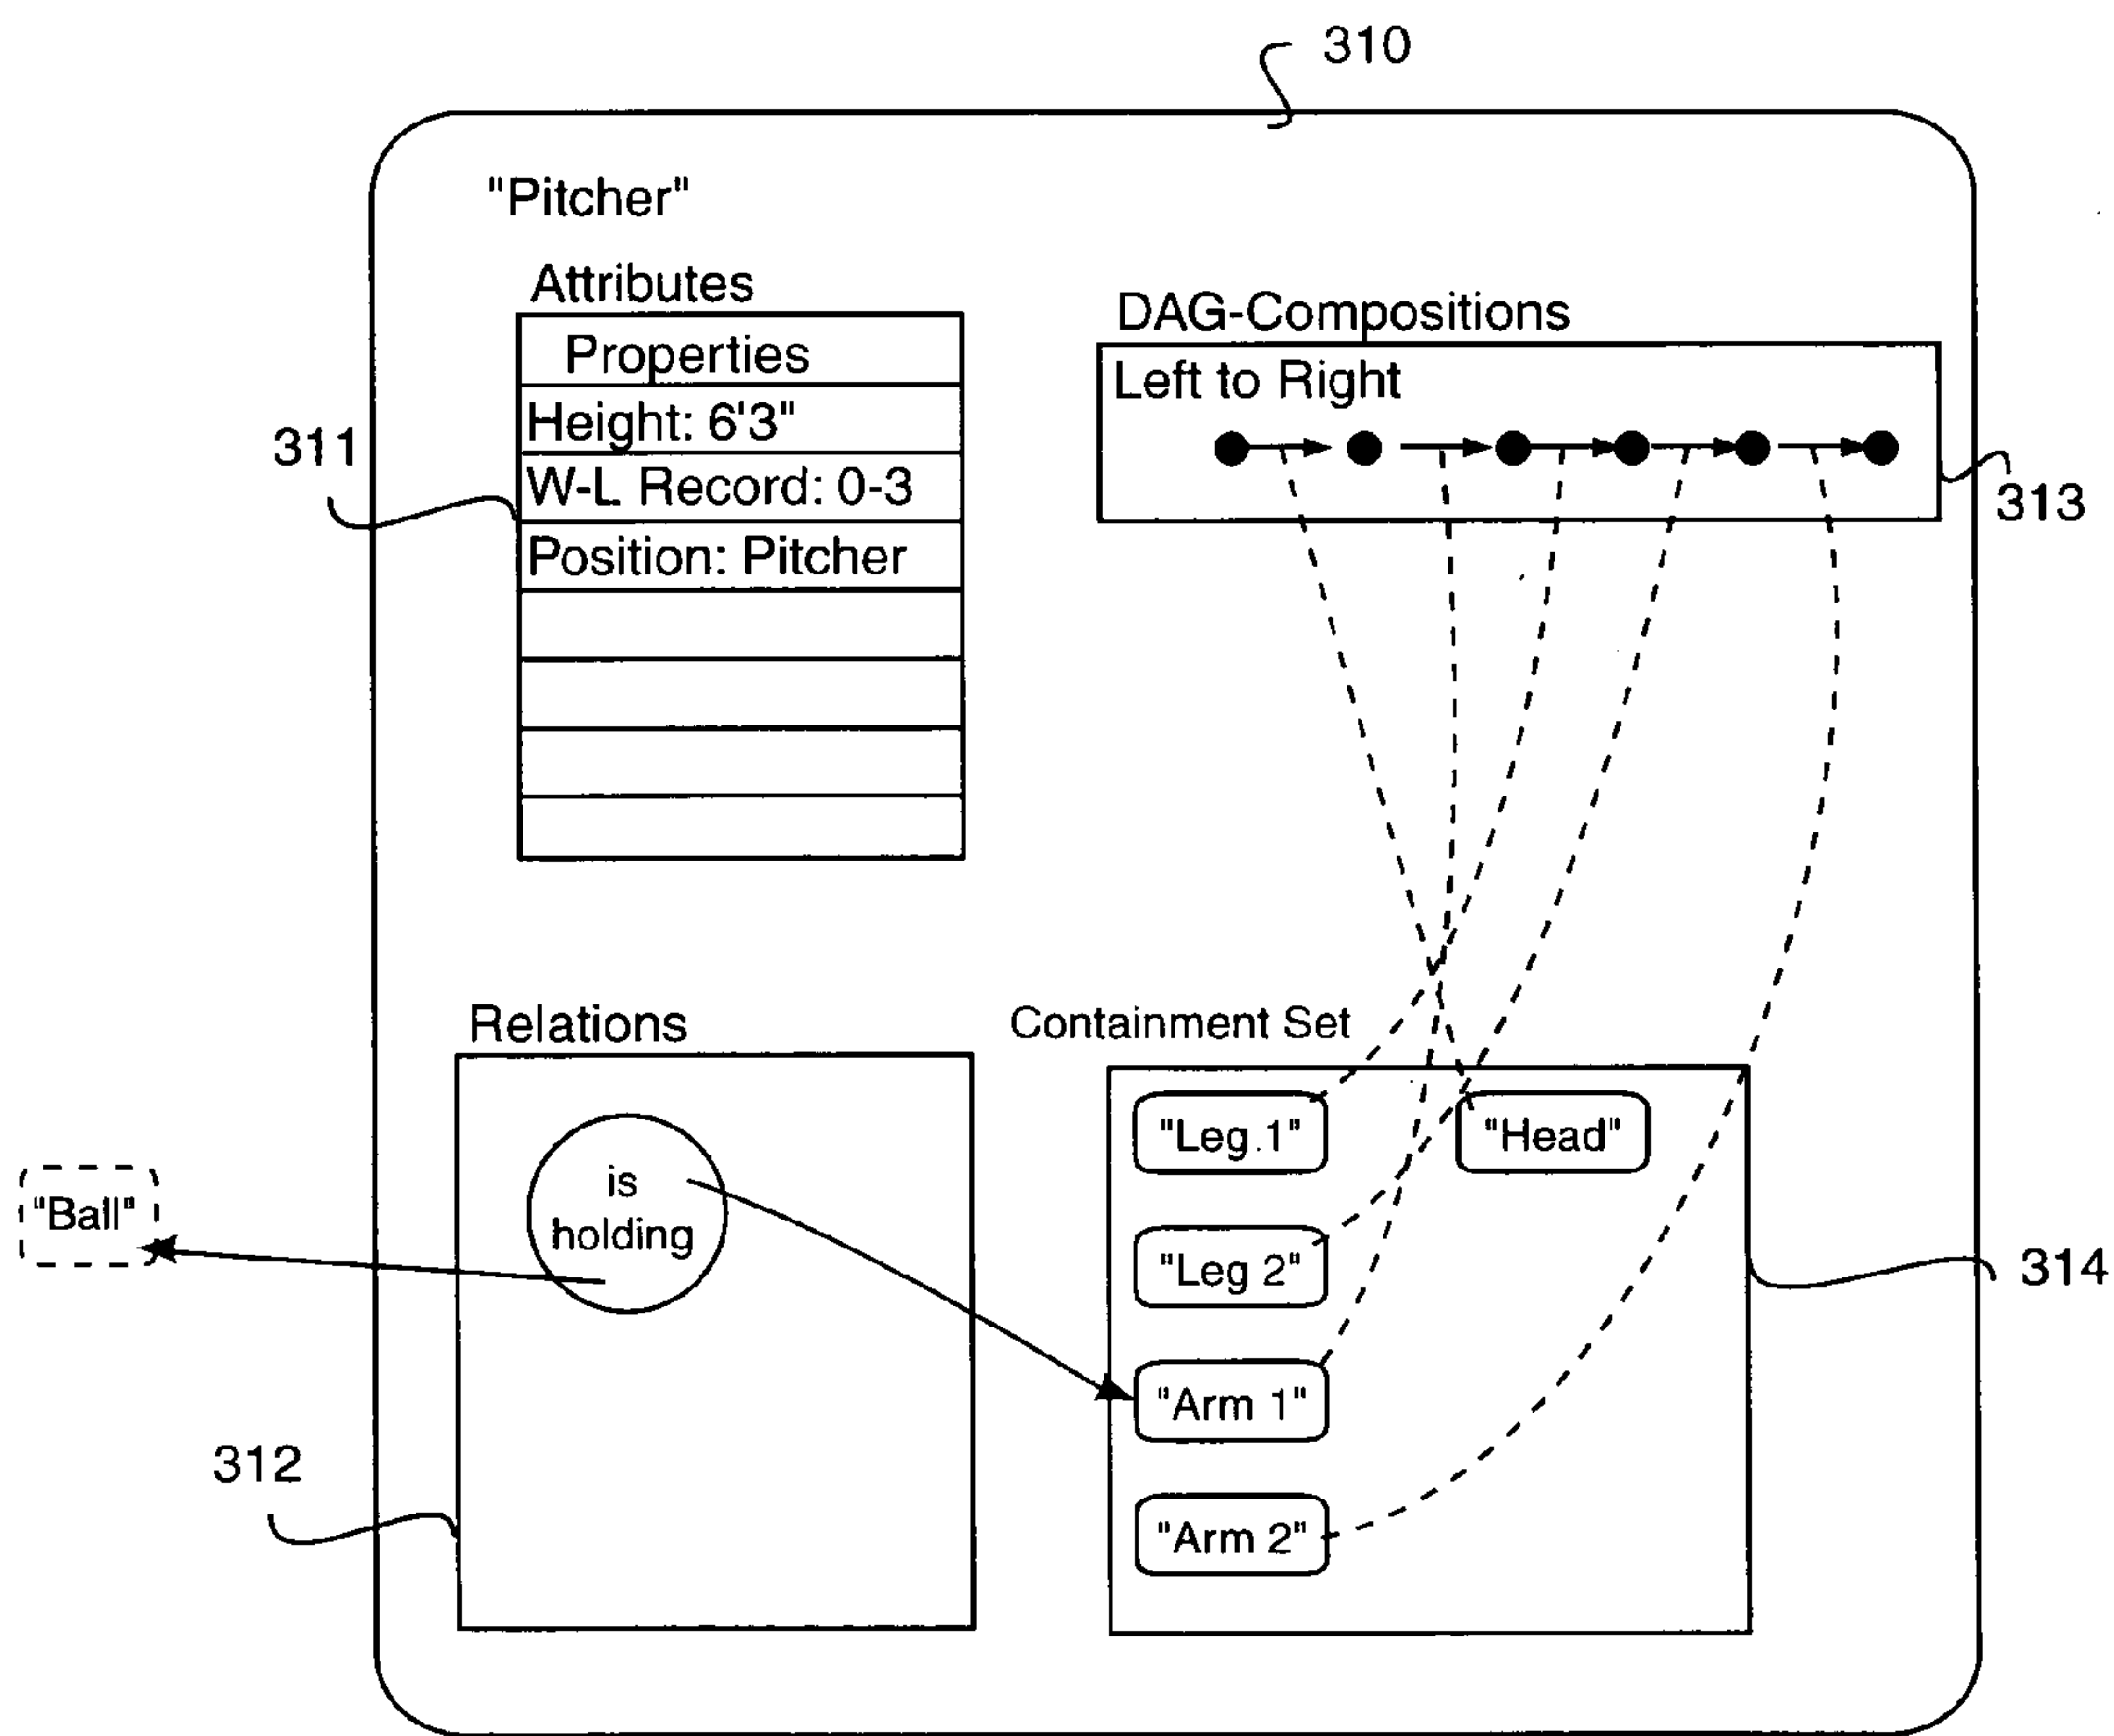 310
"Pitcher"
Attributes
Properties
Height: 6'3"
W-L Record: 0-3
Position: Pitcher
311
DAG-Compositions
Left to Right
313
Relations
is
holding
"Ball"
312
Containment Set
"Leg 1"
"Head"
"Leg 2"
"Arm 1"
"Arm 2"
314